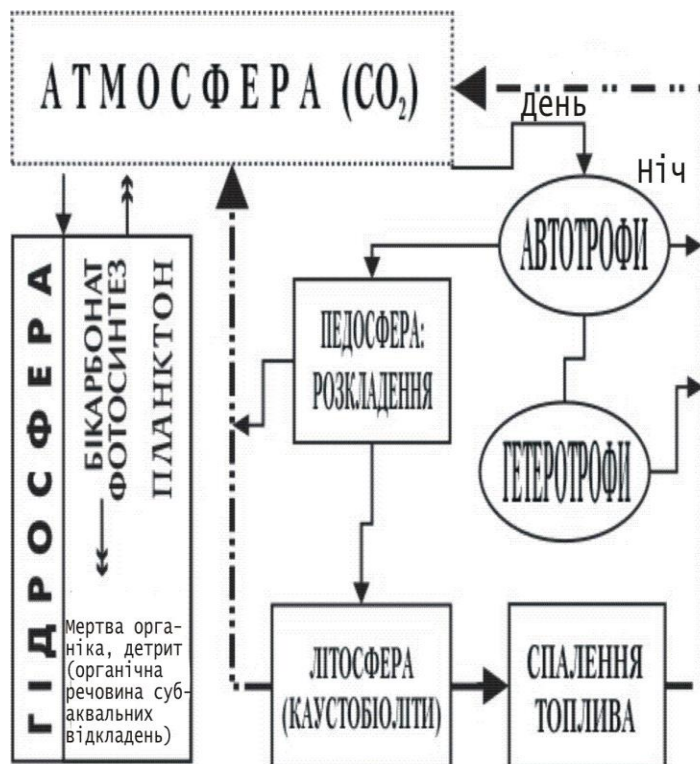 АТМОСФЕРА (CO₂)
День
Ніч
АВТОТРОФИ
ПЕДОСФЕРА:
РОЗКЛАДЕННЯ
ГЕТЕРОТРОФИ
ГІДРОСФЕРА
БІКАРБОНАТ
ФОТОСИНТЕЗ
ПЛАНКТОН
Мертва орга-
ніка, детрит
(органічна
речовина суб-
аквальних
відкладень)
ЛІТОСФЕРА
(КАУСТОБІОЛІТИ)
СПАЛЕННЯ
ТОПЛИВА